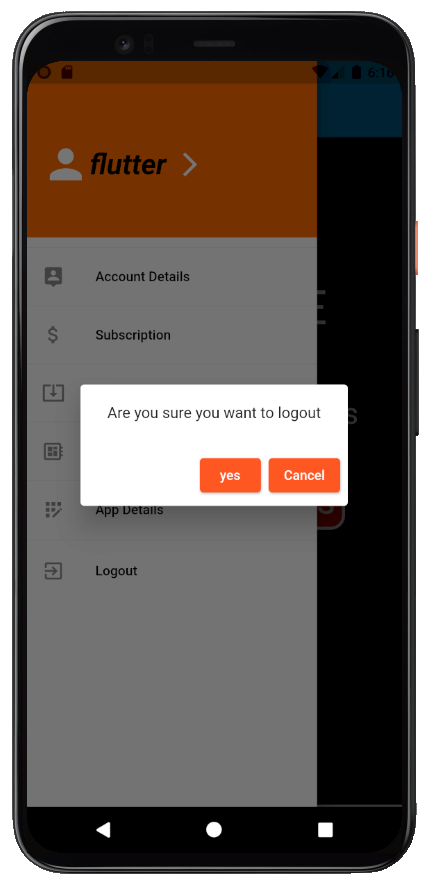 6:16
flutter
Account Details
Subscription
Are you sure you want to logout
yes
Cancel
App Details
Logout